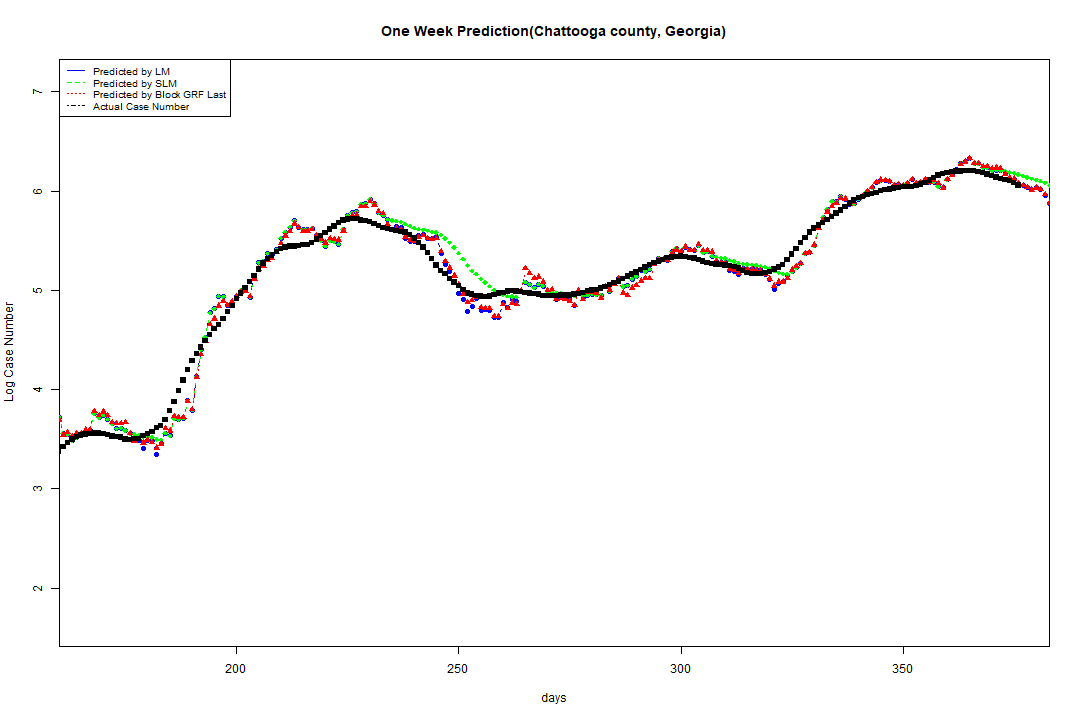 One Week Prediction(Chattooga county, Georgia)
Predicted by LM
Predicted by SLM
Predicted by Block GRF Last
Actual Case Number
7
6
5
4
3
2
Log Case Number
200 250 300 350
days